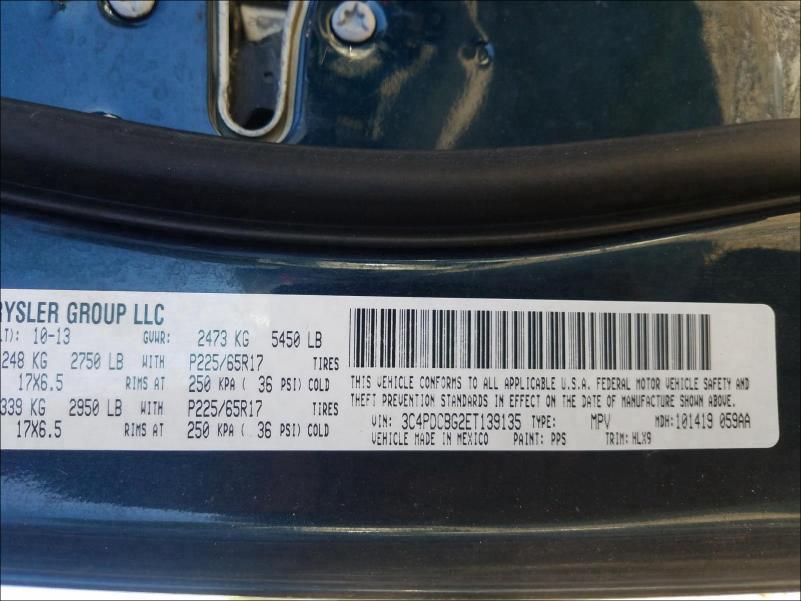 RYSLER GROUP LLC
LT): 10-13 GVWR: 2473 KG 5450 LB
248 KG 2750 LB WITH P225/65R17 TIRES
17X6.5 RIMS AT 250 KPA ( 36 PSI) COLD
339 KG 2950 LB WITH P225/65R17 TIRES
17X6.5 RIMS AT 250 KPA ( 36 PSI) COLD
THIS VEHICLE CONFORMS TO ALL APPLICABLE U.S.A. FEDERAL MOTOR VEHICLE SAFETY AND
THEFT PREVENTION STANDARDS IN EFFECT ON THE DATE OF MANUFACTURE SHOWN ABOVE.
VIN: 3C4PDCBG2ET139135 TYPE: MPV MDH:101419 059AA
VEHICLE MADE IN MEXICO PAINT: PPS TRIM: HLX9